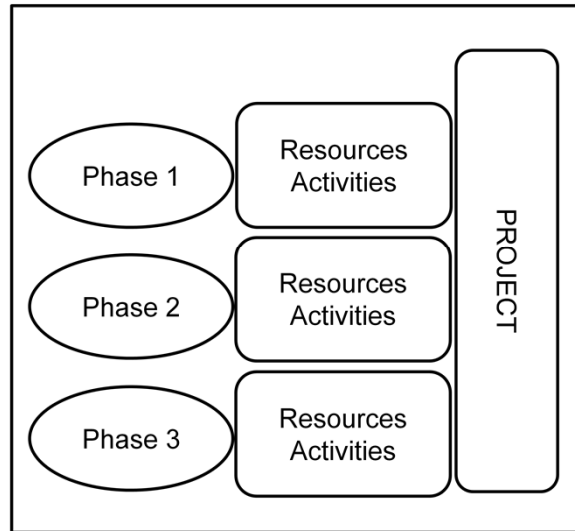 Phase 1
Resources
Activities
Phase 2
Resources
Activities
Phase 3
Resources
Activities
PROJECT